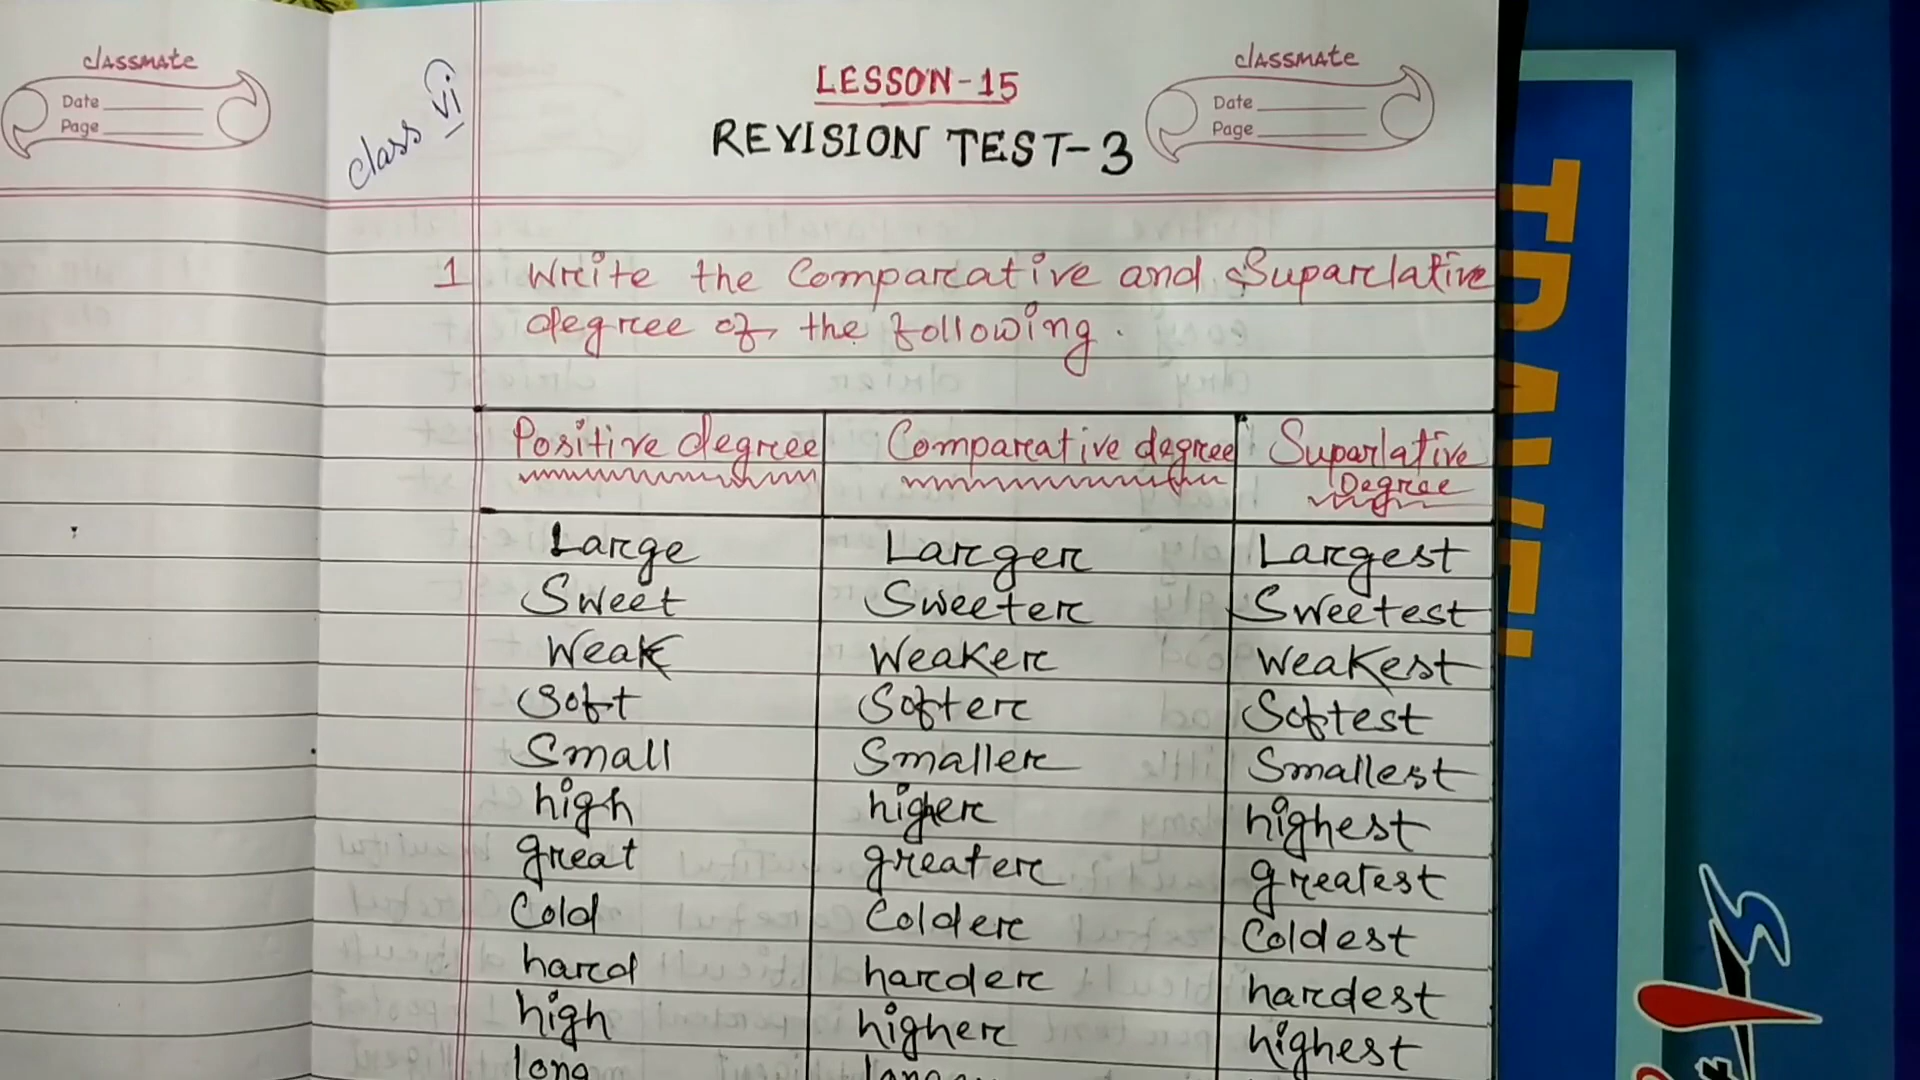 classmate
Date
Page
class vi
LESSON-15
REVISION TEST-3
classmate
Date
Page
1 Write the Comparative and Suparlative
degree of the following.
Positive degree Comparative degree Suparlative
Degree
Large Larger Largest
Sweet Sweeter Sweetest
Weak Weaker Weakest
Soft Softer Softest
Small Smaller Smallest
high higher highest
great greater greatest
Cold Colder Coldest
hard harder hardest
high higher highest
long
TRAVEL